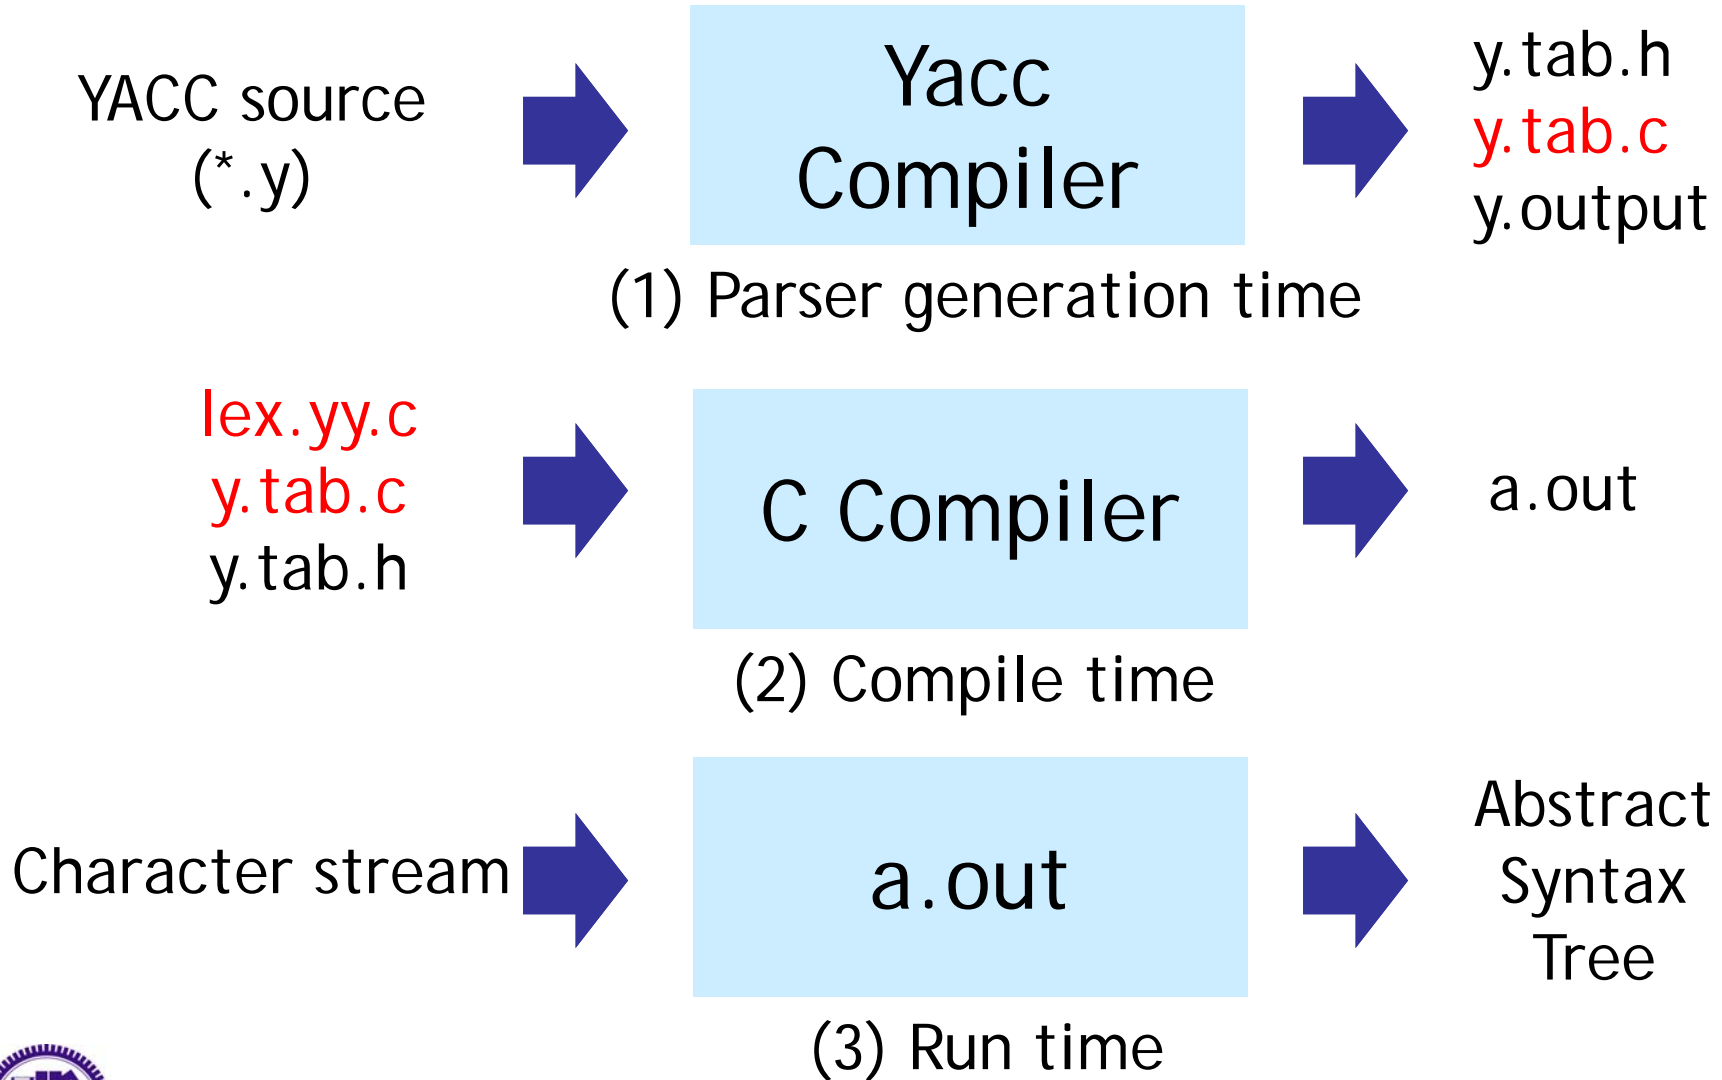 YACC source
(*.y)
Yacc
Compiler
y.tab.h
y.tab.c
y.output
(1) Parser generation time
lex.yy.c
y.tab.c
y.tab.h
C Compiler
a.out
(2) Compile time
Character stream
a.out
Abstract
Syntax
Tree
(3) Run time